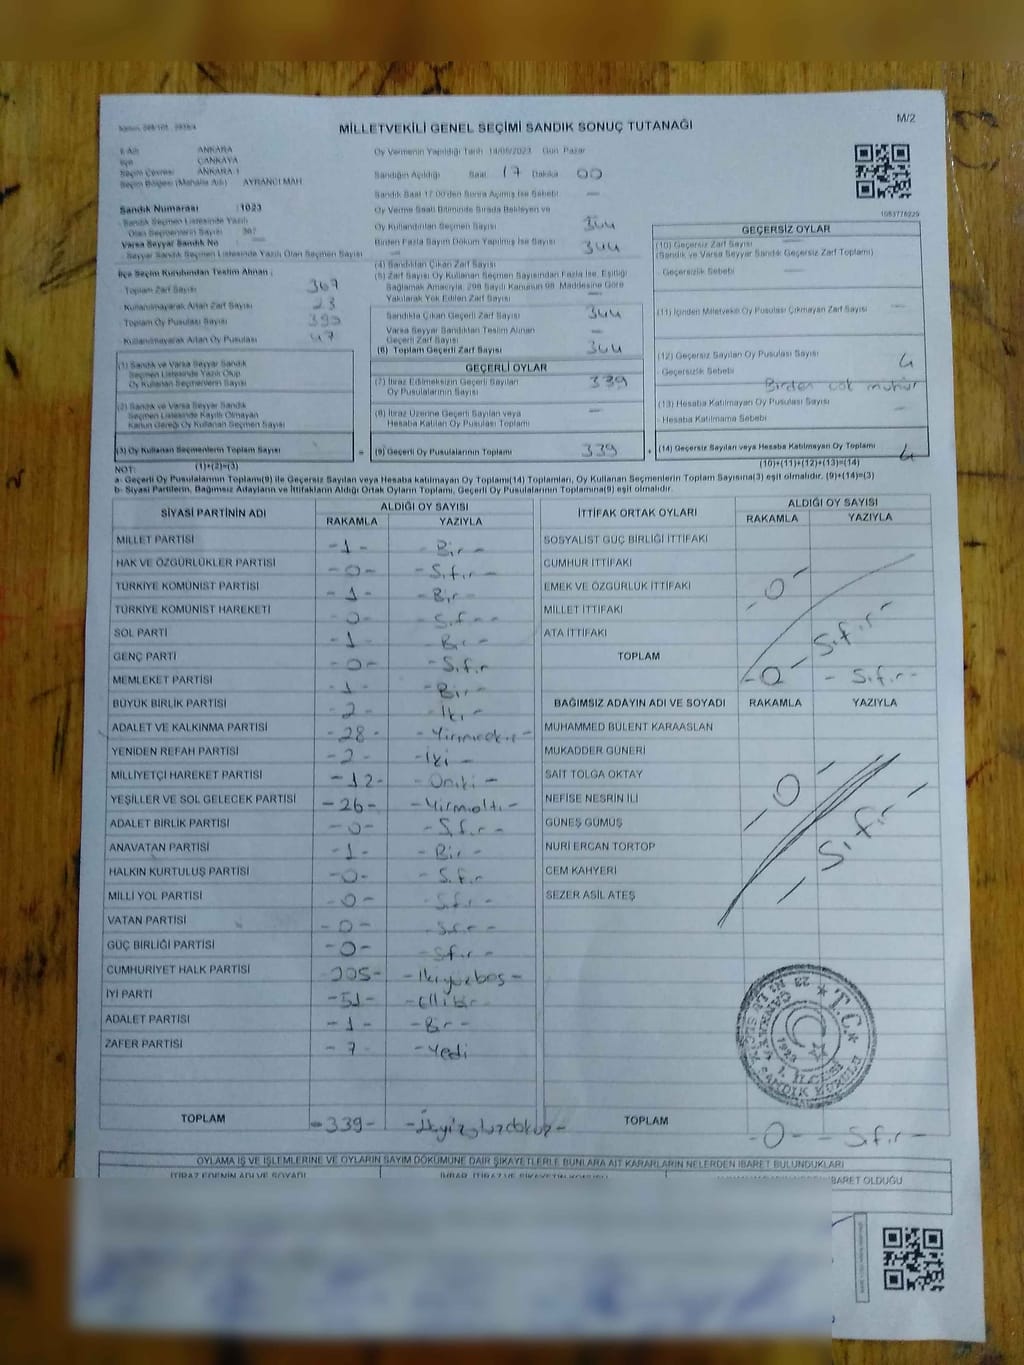 M/2
MİLLETVEKİLİ GENEL SEÇİMİ SANDIK SONUÇ TUTANAĞI
İl Adı ANKARA
İlçe ÇANKAYA
Seçim Çevresi ANKARA 1
Seçim Bölgesi (Mahalle Adı) AYRANCI MAH
Oy Vermenin Yapıldığı Tarih 14/05/2023 Gün Pazar
Sandığın Açıldığı Saat 17 Dakika 00
Sandık Saat 17:00'den Sonra Açılmış İse Sebebi —
Sandık Numarası :1023
Sandık Seçmen Listesinde Yazılı
Olan Seçmenlerin Sayısı 367
Varsa Seyyar Sandık No
Seyyar Seçmen Listesinde Yazılı Olan Seçmen Sayısı
Oy Verme Saati Bitiminde Sırada Bekleyen ve
Oy Kullandırılan Seçmen Sayısı 344
Birden Fazla Sayım Döküm Yapılmış İse Sayısı 344
(4) Sandıktan Çıkan Zarf Sayısı
(5) Zarf Sayısı Oy Kullanan Seçmen Sayısından Fazla İse, Eşitliği
Sağlamak Amacıyla, 298 Sayılı Kanunun 98. Maddesine Göre
Yakılarak Yok Edilen Zarf Sayısı
İlçe Seçim Kurulundan Teslim Alınan;
Toplam Zarf Sayısı 367
Kullanılmayarak Artan Zarf Sayısı 23
Toplam Oy Pusulası Sayısı
Kullanılmayarak Artan Oy Pusulası 47
Sandıkta Çıkan Geçerli Zarf Sayısı 344
Varsa Seyyar Sandıktan Teslim Alınan
Geçerli Zarf Sayısı —
(6) Toplam Geçerli Zarf Sayısı 344
1083778229
GEÇERSİZ OYLAR
(10) Geçersiz Zarf Sayısı
(Sandık ve Varsa Seyyar Sandık Geçersiz Zarf Toplamı)
- Geçersizlik Sebebi —
(11) İçinden Milletvekili Oy Pusulası Çıkmayan Zarf Sayısı —
(12) Geçersiz Sayılan Oy Pusulası Sayısı 4
- Geçersizlik Sebebi Birden çok mühür
(13) Hesaba Katılmayan Oy Pusulası Sayısı —
- Hesaba Katılmama Sebebi
(14) Geçersiz Sayılan veya Hesaba Katılmayan Oy Toplamı 4
(10)+(11)+(12)+(13)=(14)
(1) Sandık ve Varsa Seyyar Sandık
Seçmen Listesinde Yazılı Olup
Oy Kullanan Seçmenlerin Sayısı
(2) Sandık ve Varsa Seyyar Sandık
Seçmen Listesinde Kayıtlı Olmayan
Kanun Gereği Oy Kullanan Seçmen Sayısı
(3) Oy Kullanan Seçmenlerin Toplam Sayısı =
(1)+(2)=(3)
GEÇERLİ OYLAR
(7) İtiraz Edilmeksizin Geçerli Sayılan
Oy Pusulalarının Sayısı 339
(8) İtiraz Üzerine Geçerli Sayılan veya
Hesaba Katılan Oy Pusulası Toplamı —
(9) Geçerli Oy Pusulalarının Toplamı 339 +
NOT:
a- Geçerli Oy Pusulalarının Toplamı(9) ile Geçersiz Sayılan veya Hesaba katılmayan Oy Toplamı(14) Toplamları, Oy Kullanan Seçmenlerin Toplam Sayısına(3) eşit olmalıdır. (9)+(14)=(3)
b- Siyasi Partilerin, Bağımsız Adayların ve İttifakların Aldığı Ortak Oyların Toplamı, Geçerli Oy Pusulalarının Toplamına(9) eşit olmalıdır.
SİYASİ PARTİNİN ADI ALDIĞI OY SAYISI
RAKAMLA YAZIYLA
MİLLET PARTİSİ -1- -Bir-
HAK VE ÖZGÜRLÜKLER PARTİSİ -0- -Sıfır-
TÜRKİYE KOMÜNİST PARTİSİ -1- -Bir-
TÜRKİYE KOMÜNİST HAREKETİ -0- -Sıfır-
SOL PARTİ -1- -Bir-
GENÇ PARTİ -0- -Sıfır
MEMLEKET PARTİSİ -1- -Bir-
BÜYÜK BİRLİK PARTİSİ -2- -İki-
ADALET VE KALKINMA PARTİSİ -28-
YENİDEN REFAH PARTİSİ -2- -İki-
MİLLİYETÇİ HAREKET PARTİSİ -12- -Oniki-
YEŞİLLER VE SOL GELECEK PARTİSİ -26- -Yirmialtı-
ADALET BİRLİK PARTİSİ -0- -Sıfır-
ANAVATAN PARTİSİ -1- -Bir-
HALKIN KURTULUŞ PARTİSİ -0- -Sıfır
MİLLİ YOL PARTİSİ -0- -Sıfır-
VATAN PARTİSİ -0- -Sıfır-
GÜÇ BİRLİĞİ PARTİSİ -0- -Sıfır-
CUMHURİYET HALK PARTİSİ -205- -İkiyüzbeş-
İYİ PARTİ -51- -Ellibir-
ADALET PARTİSİ -1- -Bir-
ZAFER PARTİSİ -7- -Yedi
TOPLAM -339-
İTTİFAK ORTAK OYLARI ALDIĞI OY SAYISI
RAKAMLA YAZIYLA
SOSYALİST GÜÇ BİRLİĞİ İTTİFAKI
CUMHUR İTTİFAKI
EMEK VE ÖZGÜRLÜK İTTİFAKI -0-
MİLLET İTTİFAKI
ATA İTTİFAKI -Sıfır-
TOPLAM -0- -Sıfır-
BAĞIMSIZ ADAYIN ADI VE SOYADI RAKAMLA YAZIYLA
MUHAMMED BÜLENT KARAASLAN
MUKADDER GÜNERİ
SAİT TOLGA OKTAY
NEFİSE NESRİN İLİ -0-
GÜNEŞ GÜMÜŞ -Sıfır-
NURİ ERCAN TORTOP
CEM KAHYERİ
SEZER ASİL ATEŞ
T.C.
TOPLAM -0- -Sıfır-
OYLAMA İŞ VE İŞLEMLERİNE VE OYLARIN SAYIM DÖKÜMÜNE DAİR ŞİKAYETLERLE BUNLARA AİT KARARLARIN NELERDEN İBARET BULUNDUKLARI
İTİRAZ EDENİN ADI VE SOYADI İHBAR, İTİRAZ VE ŞİKAYETİN KONUSU BARET OLDUĞU